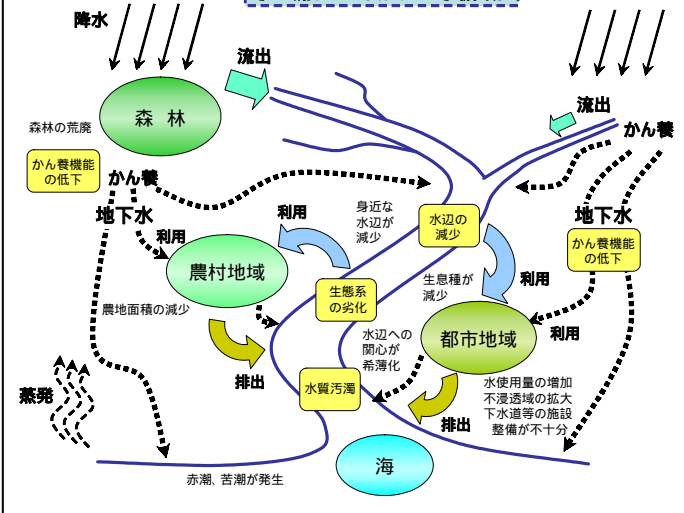 降水
流出
森 林
流出
森林の荒廃
かん養
かん養機能
の低下
かん養
身近な
水辺が
減少
利用
水辺の
減少
地下水
地下水
利用
かん養機能
の低下
農村地域
生息種が
減少
利用
生態系
の劣化
農地面積の減少
水辺への
関心が
希薄化
都市地域
利用
排出
水質汚濁
水使用量の増加
不浸透域の拡大
下水道等の施設
整備が不十分
蒸発
排出
海
赤潮、苦潮が発生